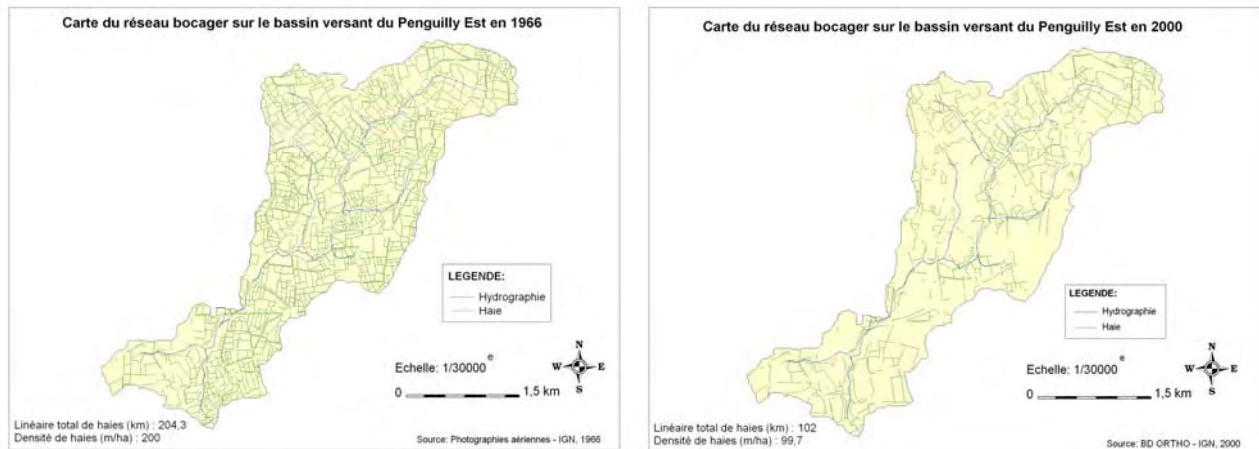 Carte du réseau bocager sur le bassin versant du Penguilly Est en 1966
LEGENDE:
Hydrographie
Haie
Echelle: 1/30000 e
N
W E
S
0 1,5 km
Linéaire total de haies (km) : 204,3
Densité de haies (m/ha) : 200
Source: Photographies aériennes - IGN, 1966
Carte du réseau bocager sur le bassin versant du Penguilly Est en 2000
LEGENDE:
Hydrographie
Haie
Echelle: 1/30000 e
N
W E
S
0 1,5 km
Linéaire total de haies (km) : 102
Densité de haies (m/ha) : 99,7
Source: BD ORTHO - IGN, 2000